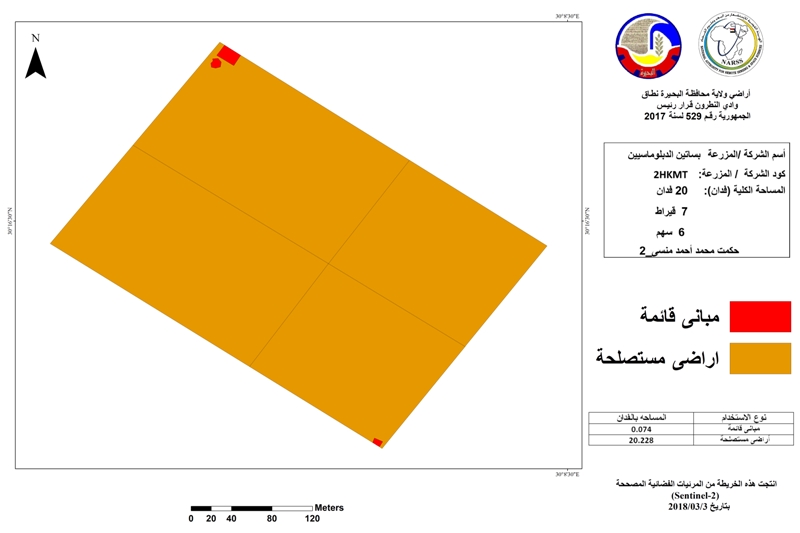 30°9'30"E
N
30°16'30"N
30°16'30"N
30°9'30"E
0 20 40 80 120
Meters
NARSS
البحيرة
أراضي ولاية محافظة البحيرة نطاق
وادي النطرون قرار رئيس
الجمهورية رقم 529 لسنة 2017
أسم الشركة /المزرعة بساتين الدبلوماسيين
كود الشركة / المزرعة: 2HKMT
المساحة الكلية (فدان): 20 فدان
7 قيراط
6 سهم
حكمت محمد أحمد منسى_2
مبانى قائمة
اراضى مستصلحة
نوع الاستخدام المساحه بالفدان
مبانى قائمة 0.074
أراضى مستصلحة 20.228
انتجت هذه الخريطة من المرئيات الفضائية المصححة
(Sentinel-2)
بتاريخ 2018/03/3